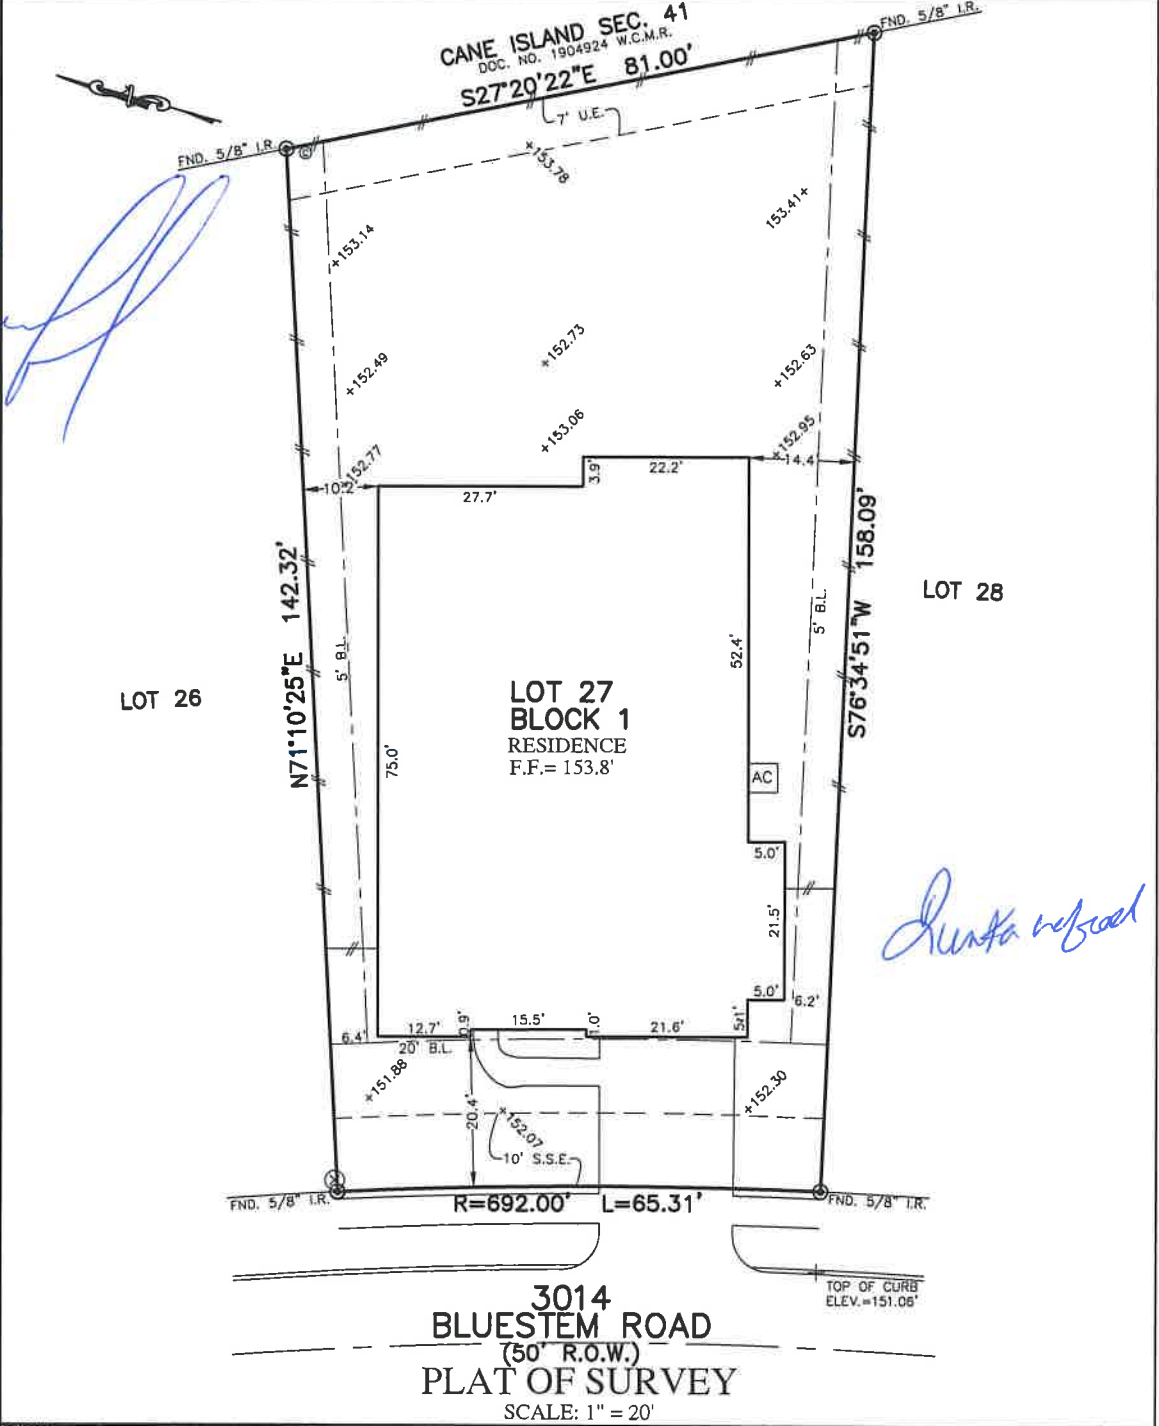 CANE ISLAND SEC. 41
DOC. NO. 1904924 W.C.M.R.
S27°20'22"E 81.00'
FND. 5/8" I.R.
FND. 5/8" I.R.
7' U.E.
+153.78
153.41+
+153.14
+152.73
+152.49
+152.63
+153.06
+152.95
+152.77
14.4'
10.2'
22.2'
3.9'
27.7'
N71°10'25"E 142.32'
S76°34'51"W 158.09'
LOT 28
LOT 26
5' B.L.
5' B.L.
52.4'
75.0'
LOT 27
BLOCK 1
RESIDENCE
F.F.= 153.8'
AC
5.0'
21.5'
5.0'
6.2'
5.1'
6.4'
12.7'
0.9'
15.5'
1.0'
21.6'
20' B.L.
+151.88
+152.30
20.4'
+152.07
10' S.S.E.
FND. 5/8" I.R.
R=692.00' L=65.31'
FND. 5/8" I.R.
TOP OF CURB
ELEV.=151.06'
3014
BLUESTEM ROAD
(50' R.O.W.)
PLAT OF SURVEY
SCALE: 1" = 20'